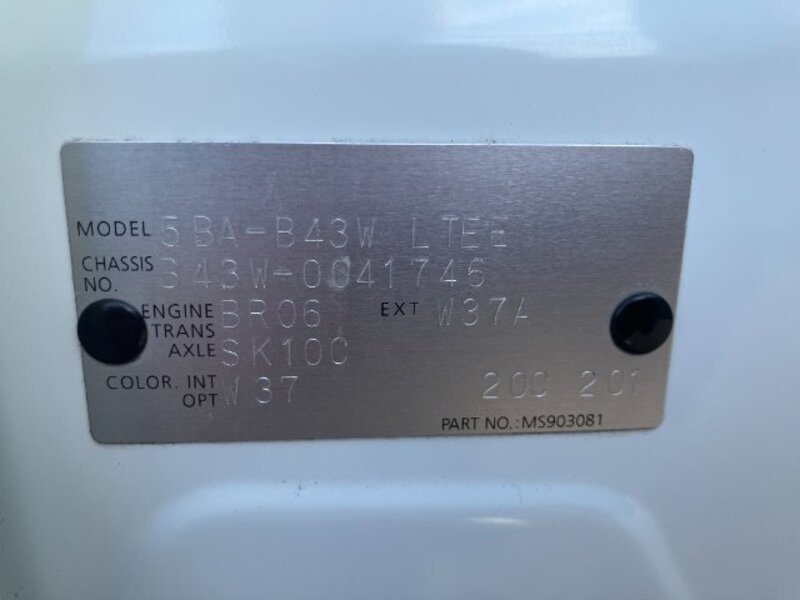 MODEL 5BA-B43W LTEE
CHASSIS NO. B43W-0041746
ENGINE BR06 EXT W37A
TRANS
AXLE SK10C
COLOR. INT W37 20C 201
OPT
PART NO.:MS903081